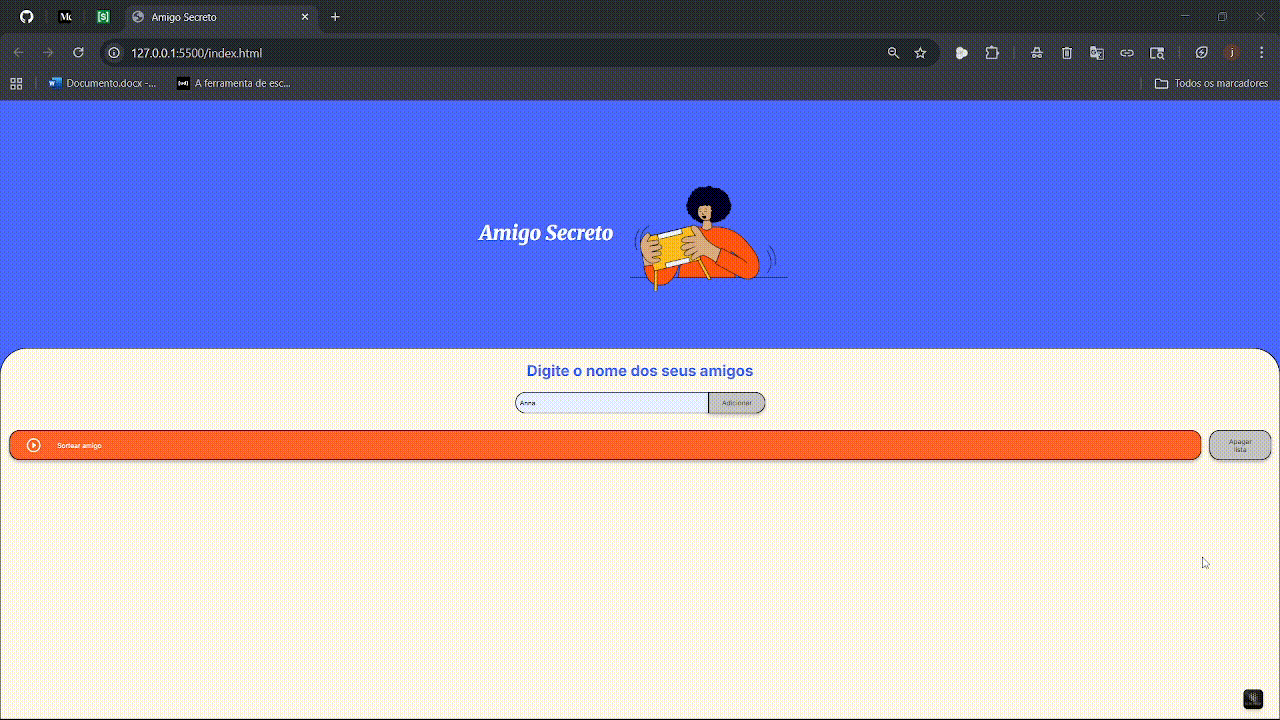 Amigo Secreto
127.0.0.1:5500/index.html
Documento.docx -...
A ferramenta de esc...
Todos os marcadores
Amigo Secreto
Digite o nome dos seus amigos
Anna
Adicionar
Sortear amigo
Apagar
lista